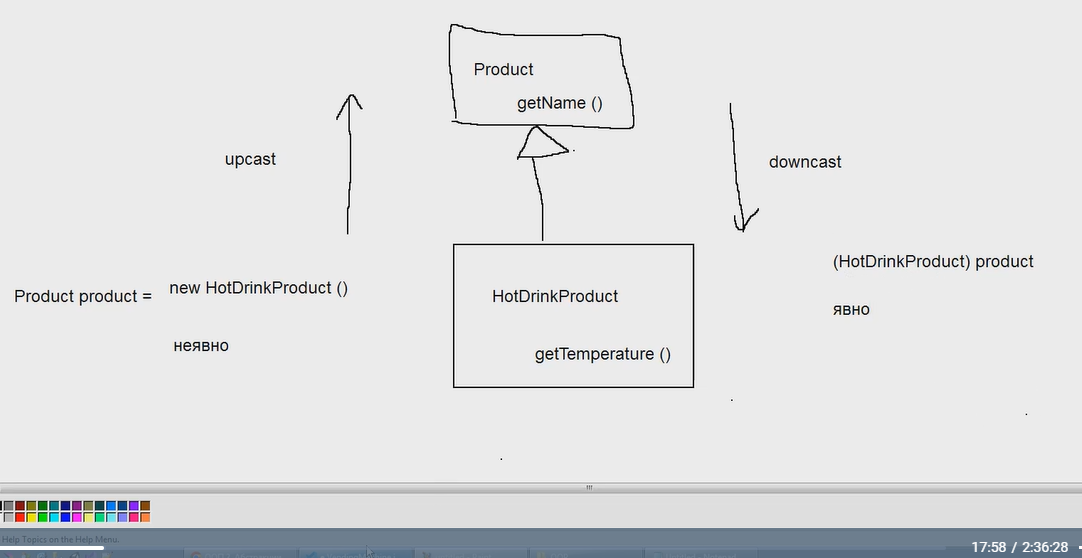 Product
getName ()
upcast
downcast
(HotDrinkProduct) product
Product product = new HotDrinkProduct ()
HotDrinkProduct
явно
неявно
getTemperature ()
Help Topics on the Help Menu.
17:58 / 2:36:28